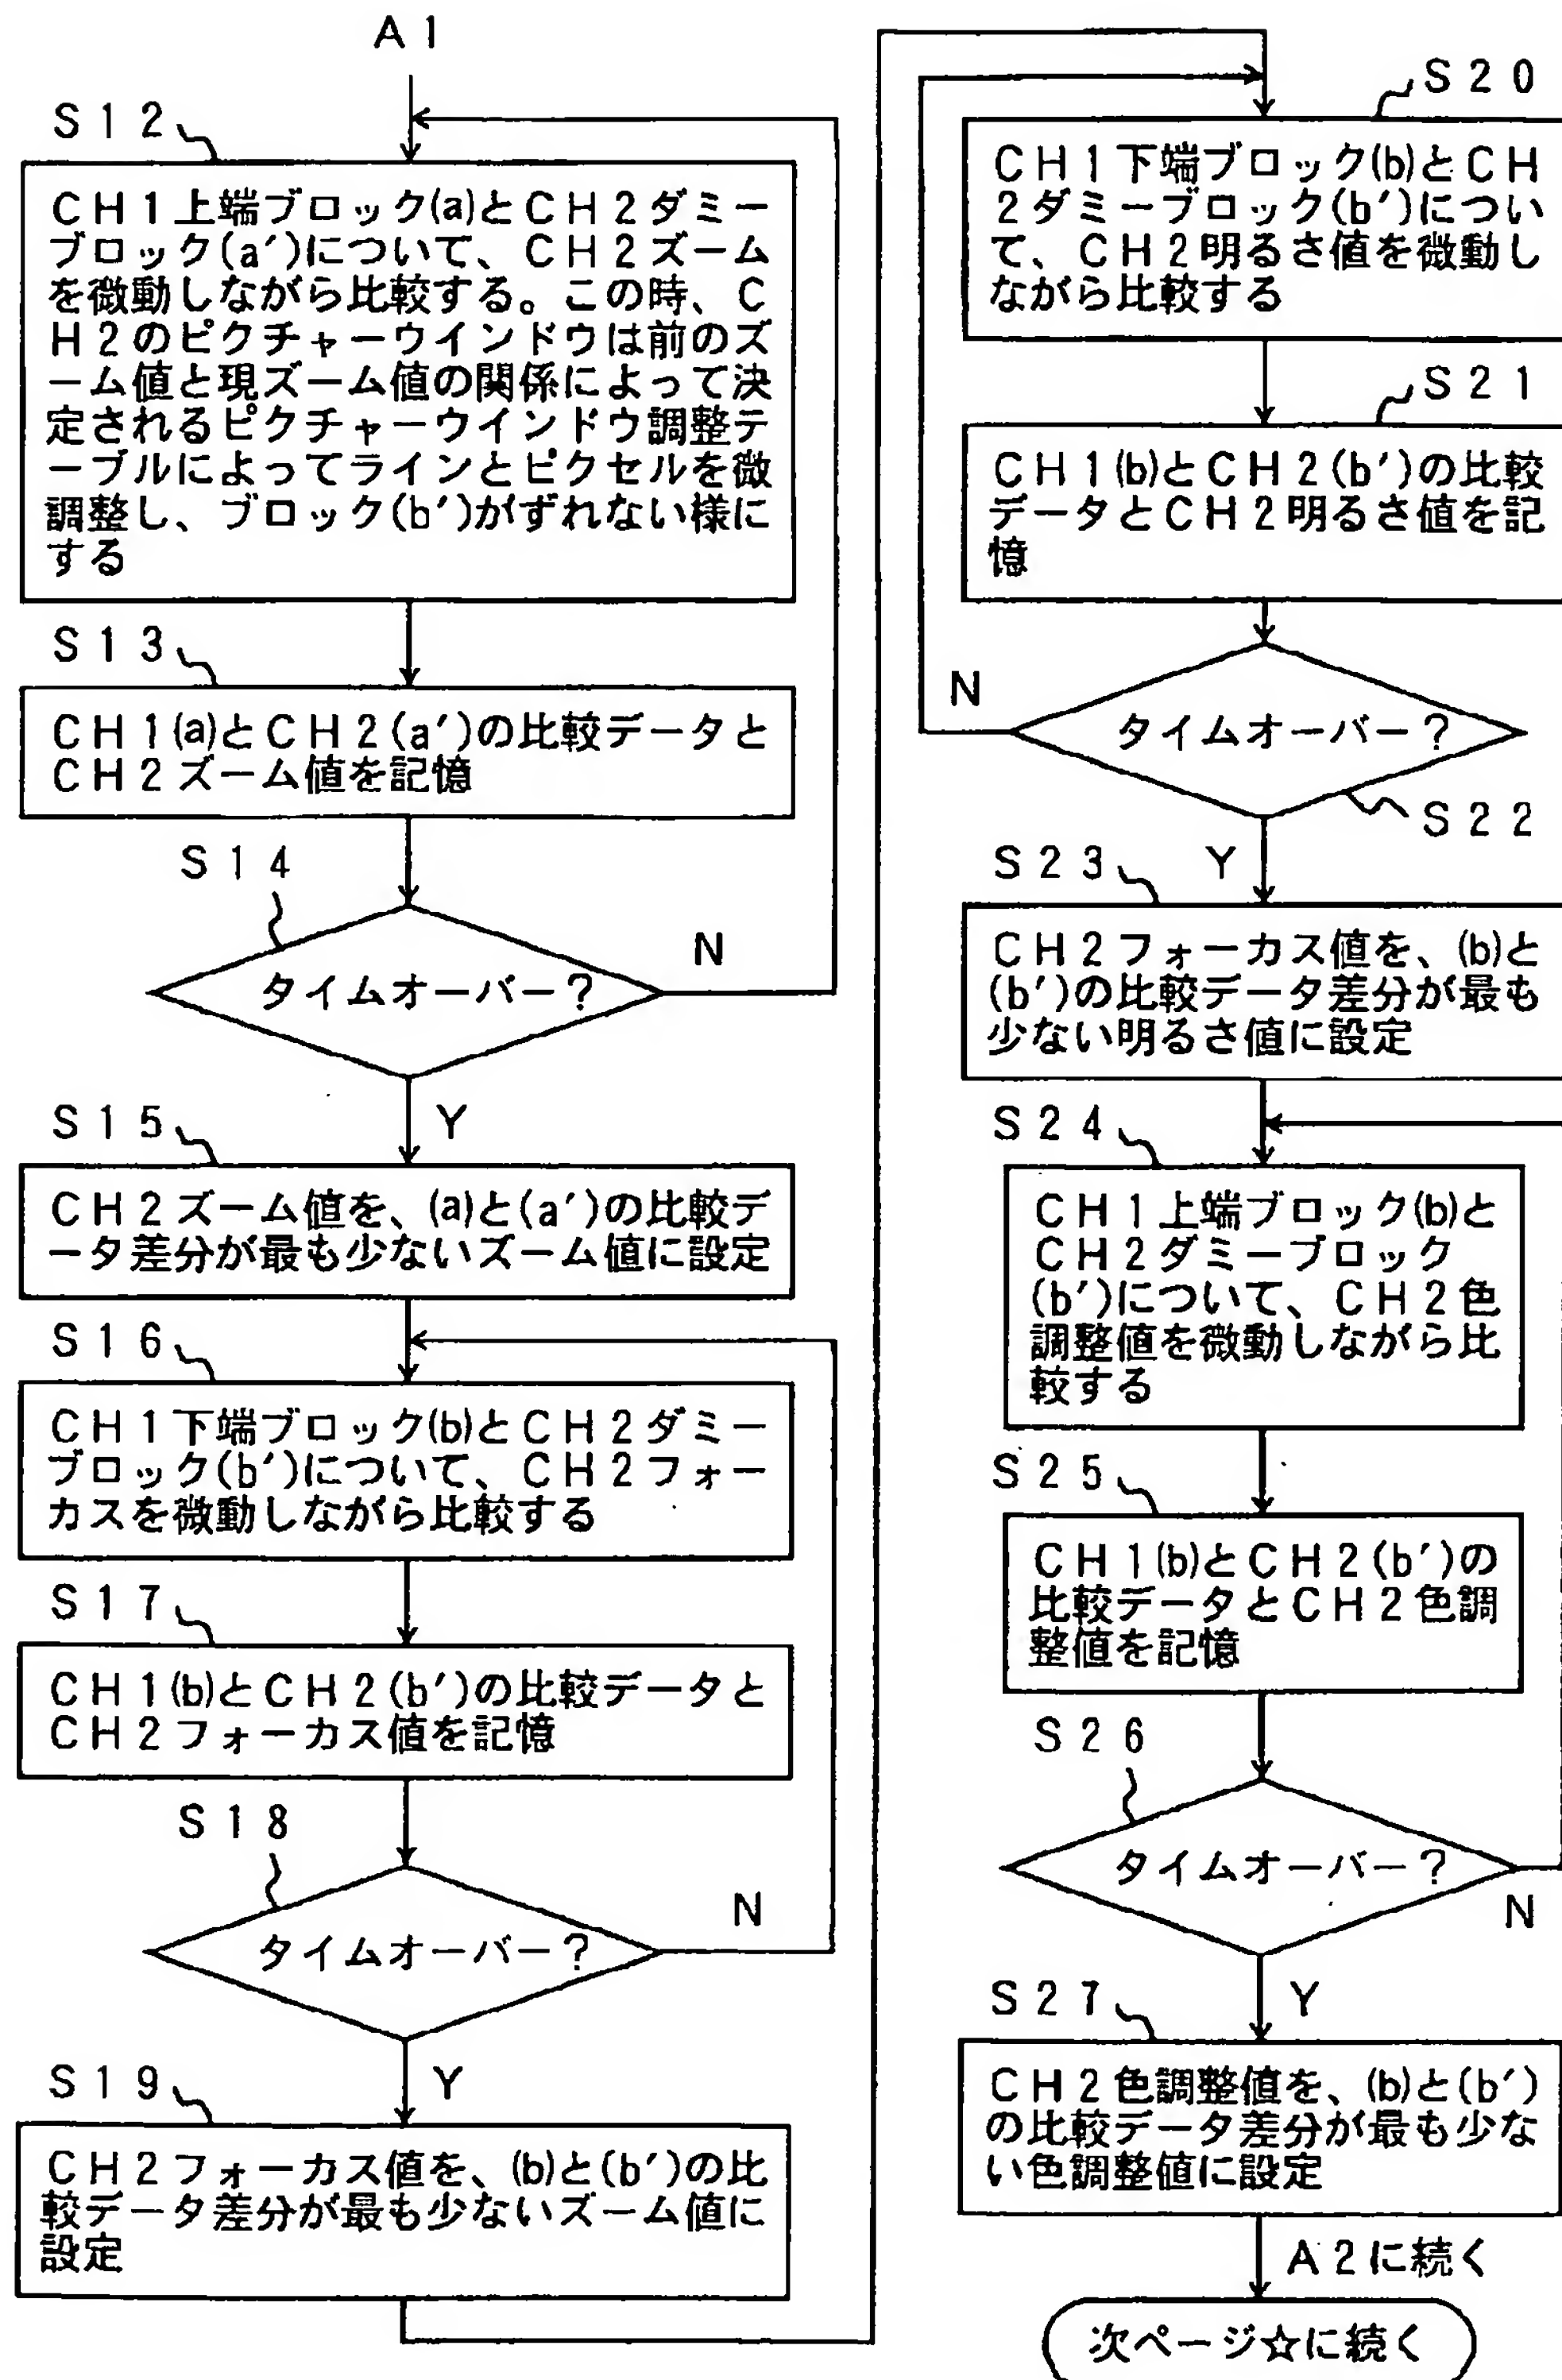 A1
S12
CH1上端ブロック(a)とCH2ダミー
ブロック(a′)について、CH2ズーム
を微動しながら比較する。この時、C
H2のピクチャーウインドウは前のズ
ーム値と現ズーム値の関係によって決
定されるピクチャーウインドウ調整テ
ーブルによってラインとピクセルを微
調整し、ブロック(b′)がずれない様に
する
S13
CH1(a)とCH2(a′)の比較データと
CH2ズーム値を記憶
S14
タイムオーバー？
N
Y
S15
CH2ズーム値を、(a)と(a′)の比較デ
ータ差分が最も少ないズーム値に設定
S16
CH1下端ブロック(b)とCH2ダミー
ブロック(b′)について、CH2フォー
カスを微動しながら比較する
S17
CH1(b)とCH2(b′)の比較データと
CH2フォーカス値を記憶
S18
タイムオーバー？
N
Y
S19
CH2フォーカス値を、(b)と(b′)の比
較データ差分が最も少ないズーム値に
設定
S20
CH1下端ブロック(b)とCH
2ダミーブロック(b′)につい
て、CH2明るさ値を微動し
ながら比較する
S21
CH1(b)とCH2(b′)の比較
データとCH2明るさ値を記
憶
N
タイムオーバー？
S22
Y
S23
CH2フォーカス値を、(b)と
(b′)の比較データ差分が最も
少ない明るさ値に設定
S24
CH1上端ブロック(b)と
CH2ダミーブロック
(b′)について、CH2色
調整値を微動しながら比
較する
S25
CH1(b)とCH2(b′)の
比較データとCH2色調
整値を記憶
S26
タイムオーバー？
N
Y
S27
CH2色調整値を、(b)と(b′)
の比較データ差分が最も少な
い色調整値に設定
A2に続く
次ページ☆に続く